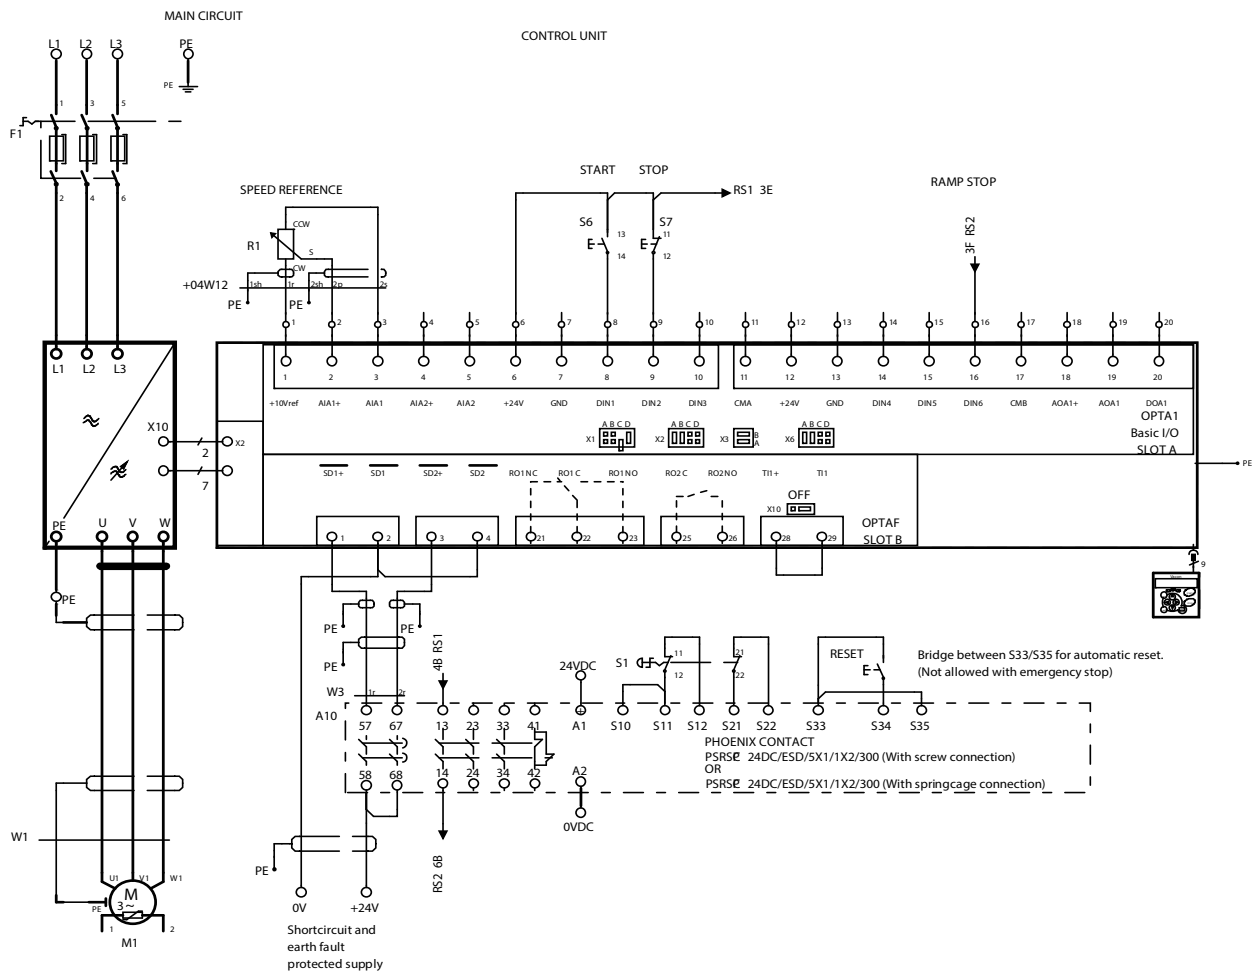 MAIN CIRCUIT
CONTROL UNIT
L1 L2 L3 PE
PE
1 3 5
F1
2 4 6
START STOP
RAMP STOP
SPEED REFERENCE
RS1 3E
3F RS2
CCW
R1
S
CW
S6 13
14
S7 11
12
+04W12
1sh 1r 2sh 2p 2s
PE PE
1 2 3 4 5 6 7 8 9 10 11 12 13 14 15 16 17 18 19 20
L1 L2 L3
1 2 3 4 5 6 7 8 9 10 11 12 13 14 15 16 17 18 19 20
+10Vref AIA1+ AIA1 AIA2+ AIA2 +24V GND DIN1 DIN2 DIN3 CMA +24V GND DIN4 DIN5 DIN6 CMB AOA1+ AOA1 DOA1
OPTA1
Basic I/O
SLOT A
X1 A B C D
X2 A B C D
X3 B
A
X6 A B C D
X10 2 X2
7
PE
SD1+ SD1 SD2+ SD2 RO1NC RO1C RO1NO RO2C RO2NO TI1+ TI1
OFF
X10
OPTAF
SLOT B
PE U V W
1 2 3 4 21 22 23 25 26 28 29
9
PE
PE PE
PE
4B RS1
24VDC
S1 11
12
21
22
RESET
Bridge between S33/S35 for automatic reset.
(Not allowed with emergency stop)
W3 1r 2r
A10
57 67 13 23 33 41 A1 S10 S11 S12 S21 S22 S33 S34 S35
PHOENIX CONTACT
24DC/ESD/5X1/1X2/300 (With screw connection)
OR
24DC/ESD/5X1/1X2/300 (With springcage connection)
58 68 14 24 34 42 A2
0VDC
W1
PE
RS2 6B
U1 V1 W1
M
3~
PE
1 2
M1
0V +24V
Shortcircuit and
earth fault
protected supply